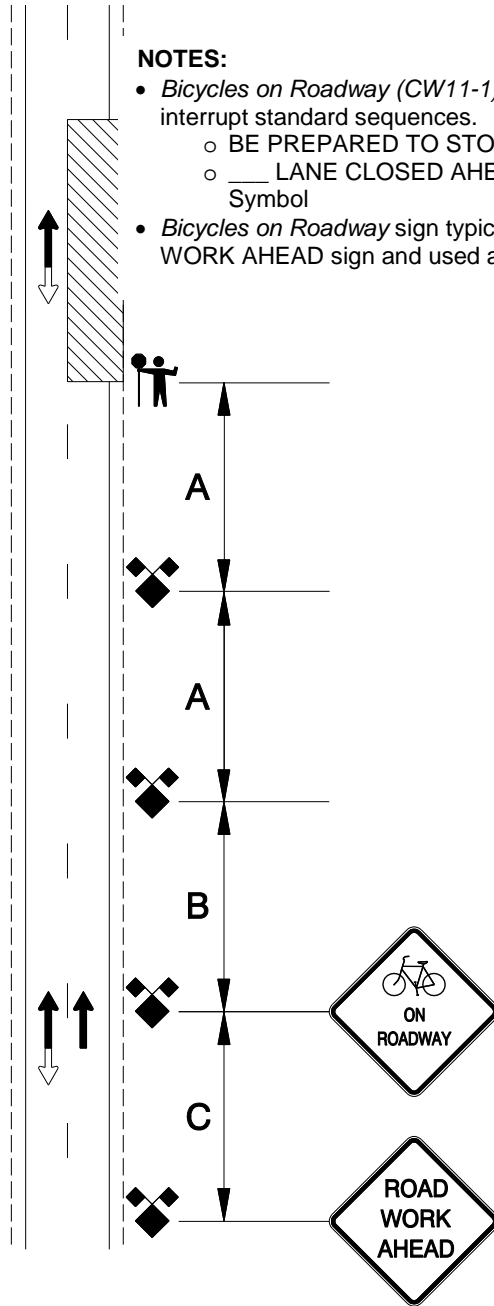 NOTES:
• Bicycles on Roadway (CW11-1)
interrupt standard sequences.
o BE PREPARED TO STO
o ___ LANE CLOSED AHE
Symbol
• Bicycles on Roadway sign typic
WORK AHEAD sign and used a
A
A
B
ON
ROADWAY
C
ROAD
WORK
AHEAD